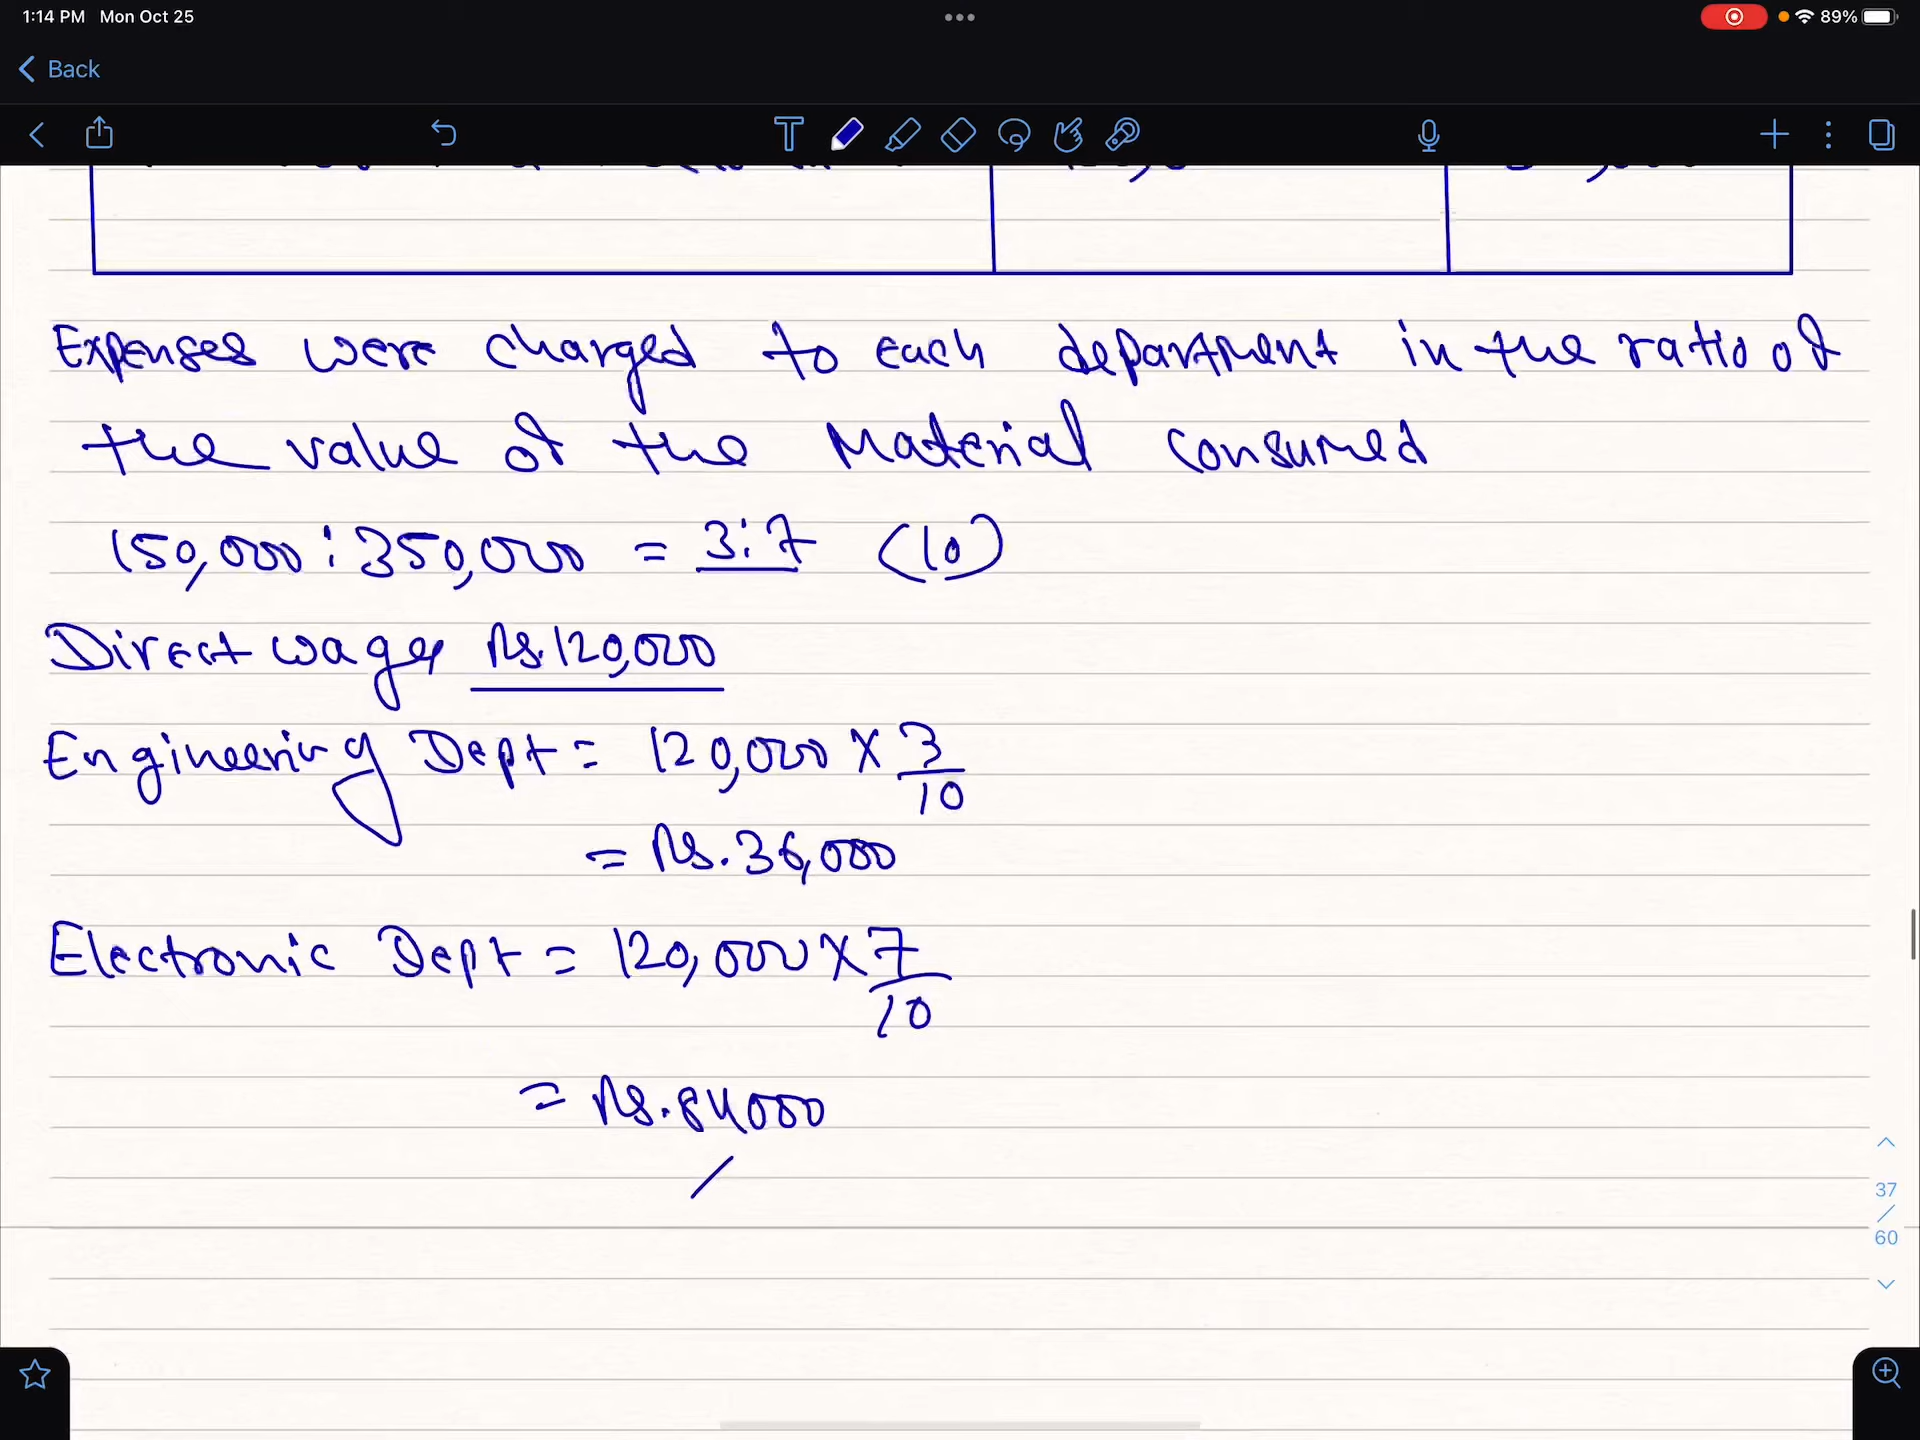 1:14 PM Mon Oct 25
89%
Back
Expenses were charged to each department in the ratio of
the value of the Material consumed
150,000 : 350,000 = 3:7 (10)
Direct wages Rs.120,000
Engineering Dept = 120,000 × 3/10
= Rs.36,000
Electronic Dept = 120,000 × 7/10
= Rs.84000
37
/
60